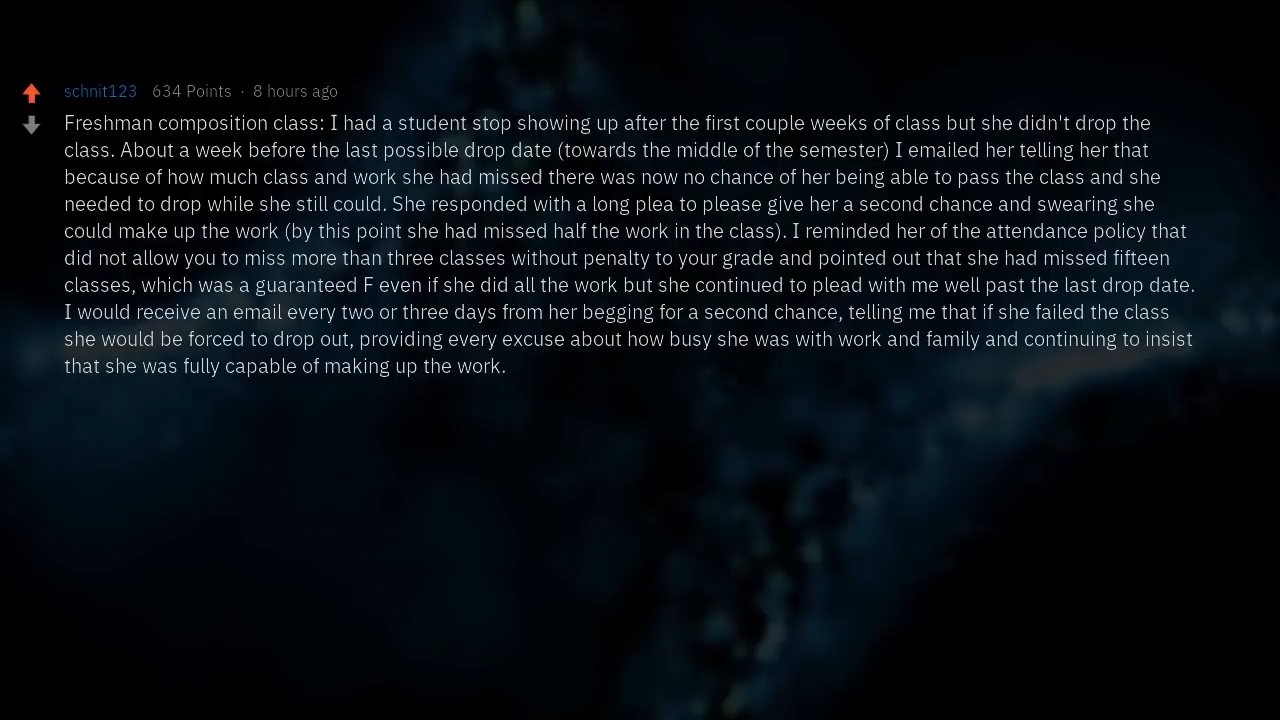 schnit123 634 Points · 8 hours ago
Freshman composition class: I had a student stop showing up after the first couple weeks of class but she didn't drop the
class. About a week before the last possible drop date (towards the middle of the semester) I emailed her telling her that
because of how much class and work she had missed there was now no chance of her being able to pass the class and she
needed to drop while she still could. She responded with a long plea to please give her a second chance and swearing she
could make up the work (by this point she had missed half the work in the class). I reminded her of the attendance policy that
did not allow you to miss more than three classes without penalty to your grade and pointed out that she had missed fifteen
classes, which was a guaranteed F even if she did all the work but she continued to plead with me well past the last drop date.
I would receive an email every two or three days from her begging for a second chance, telling me that if she failed the class
she would be forced to drop out, providing every excuse about how busy she was with work and family and continuing to insist
that she was fully capable of making up the work.